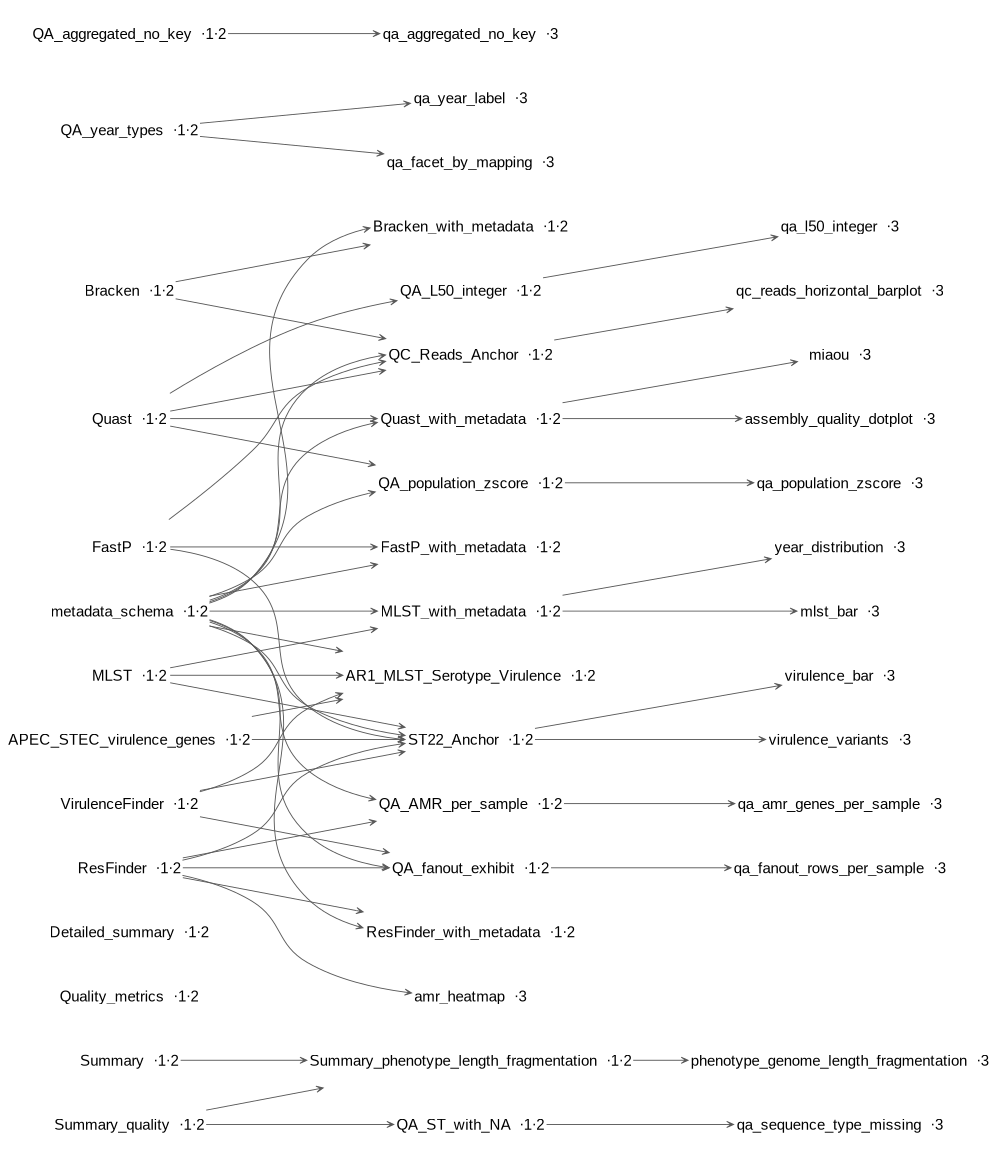 QA_aggregated_no_key ·1·2 qa_aggregated_no_key ·3
qa_year_label ·3
QA_year_types ·1·2
qa_facet_by_mapping ·3
Bracken_with_metadata ·1·2 qa_l50_integer ·3
Bracken ·1·2 QA_L50_integer ·1·2 qc_reads_horizontal_barplot ·3
QC_Reads_Anchor ·1·2 miaou ·3
Quast ·1·2 Quast_with_metadata ·1·2 assembly_quality_dotplot ·3
QA_population_zscore ·1·2 qa_population_zscore ·3
FastP ·1·2 FastP_with_metadata ·1·2 year_distribution ·3
metadata_schema ·1·2 MLST_with_metadata ·1·2 mlst_bar ·3
MLST ·1·2 AR1_MLST_Serotype_Virulence ·1·2 virulence_bar ·3
APEC_STEC_virulence_genes ·1·2 ST22_Anchor ·1·2 virulence_variants ·3
VirulenceFinder ·1·2 QA_AMR_per_sample ·1·2 qa_amr_genes_per_sample ·3
ResFinder ·1·2 QA_fanout_exhibit ·1·2 qa_fanout_rows_per_sample ·3
Detailed_summary ·1·2 ResFinder_with_metadata ·1·2
Quality_metrics ·1·2 amr_heatmap ·3
Summary ·1·2 Summary_phenotype_length_fragmentation ·1·2 phenotype_genome_length_fragmentation ·3
Summary_quality ·1·2 QA_ST_with_NA ·1·2 qa_sequence_type_missing ·3